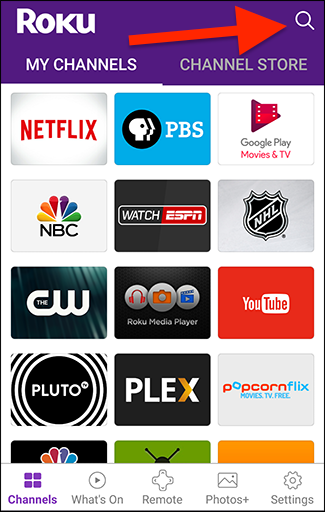 Roku
MY CHANNELS CHANNEL STORE
NETFLIX PBS Google Play
Movies & TV
NBC WATCH ESPN NHL
THE CW Roku Media Player YouTube
PLUTO tv PLEX popcornflix
MOVIES. TV. FREE.
Channels What's On Remote Photos+ Settings